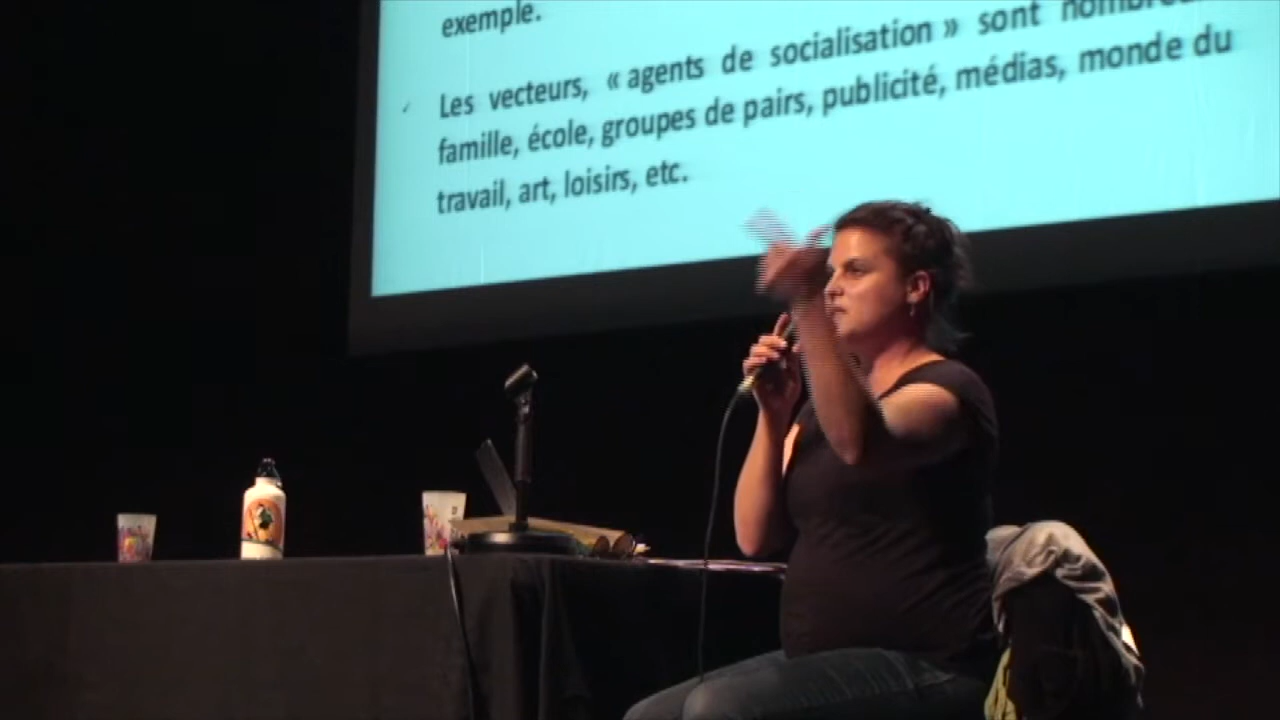 exemple.
✓ Les vecteurs, « agents de socialisation » sont
famille, école, groupes de pairs, publicité, médias, monde du
travail, art, loisirs, etc.